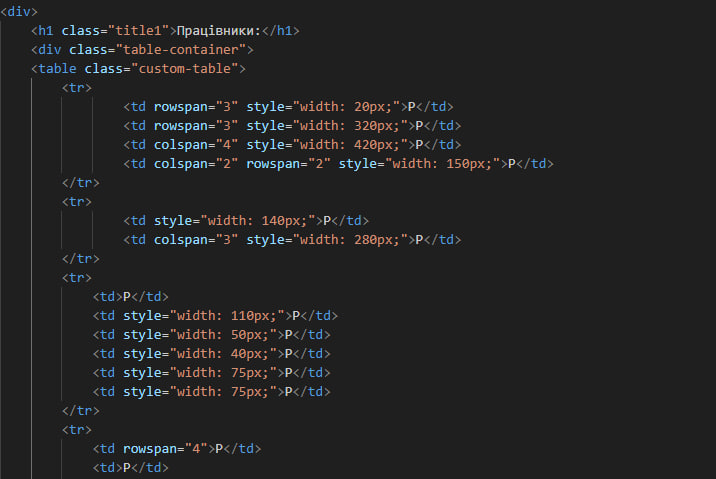 <div>
<h1 class="title1">Працівники:</h1>
<div class="table-container">
<table class="custom-table">
<tr>
<td rowspan="3" style="width: 20px;">P</td>
<td rowspan="3" style="width: 320px;">P</td>
<td colspan="4" style="width: 420px;">P</td>
<td colspan="2" rowspan="2" style="width: 150px;">P</td>
</tr>
<tr>
<td style="width: 140px;">P</td>
<td colspan="3" style="width: 280px;">P</td>
</tr>
<tr>
<td>P</td>
<td style="width: 110px;">P</td>
<td style="width: 50px;">P</td>
<td style="width: 40px;">P</td>
<td style="width: 75px;">P</td>
<td style="width: 75px;">P</td>
</tr>
<tr>
<td rowspan="4">P</td>
<td>P</td>